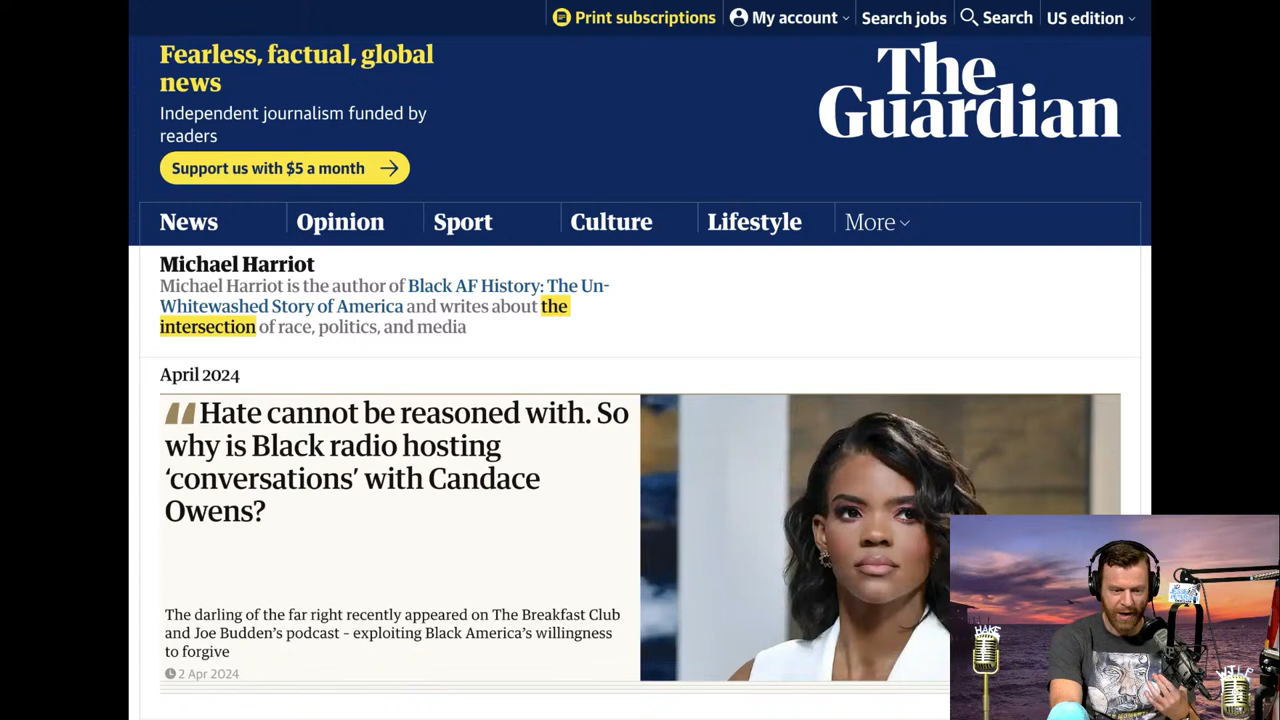 Print subscriptions
My account
Search jobs
Search
US edition
Fearless, factual, global
news
Independent journalism funded by
readers
Support us with $5 a month
The
Guardian
News
Opinion
Sport
Culture
Lifestyle
More
Michael Harriot
Michael Harriot is the author of Black AF History: The Un-
Whitewashed Story of America and writes about the
intersection of race, politics, and media
April 2024
Hate cannot be reasoned with. So
why is Black radio hosting
‘conversations’ with Candace
Owens?
The darling of the far right recently appeared on The Breakfast Club
and Joe Budden’s podcast – exploiting Black America’s willingness
to forgive
2 Apr 2024
HAKE